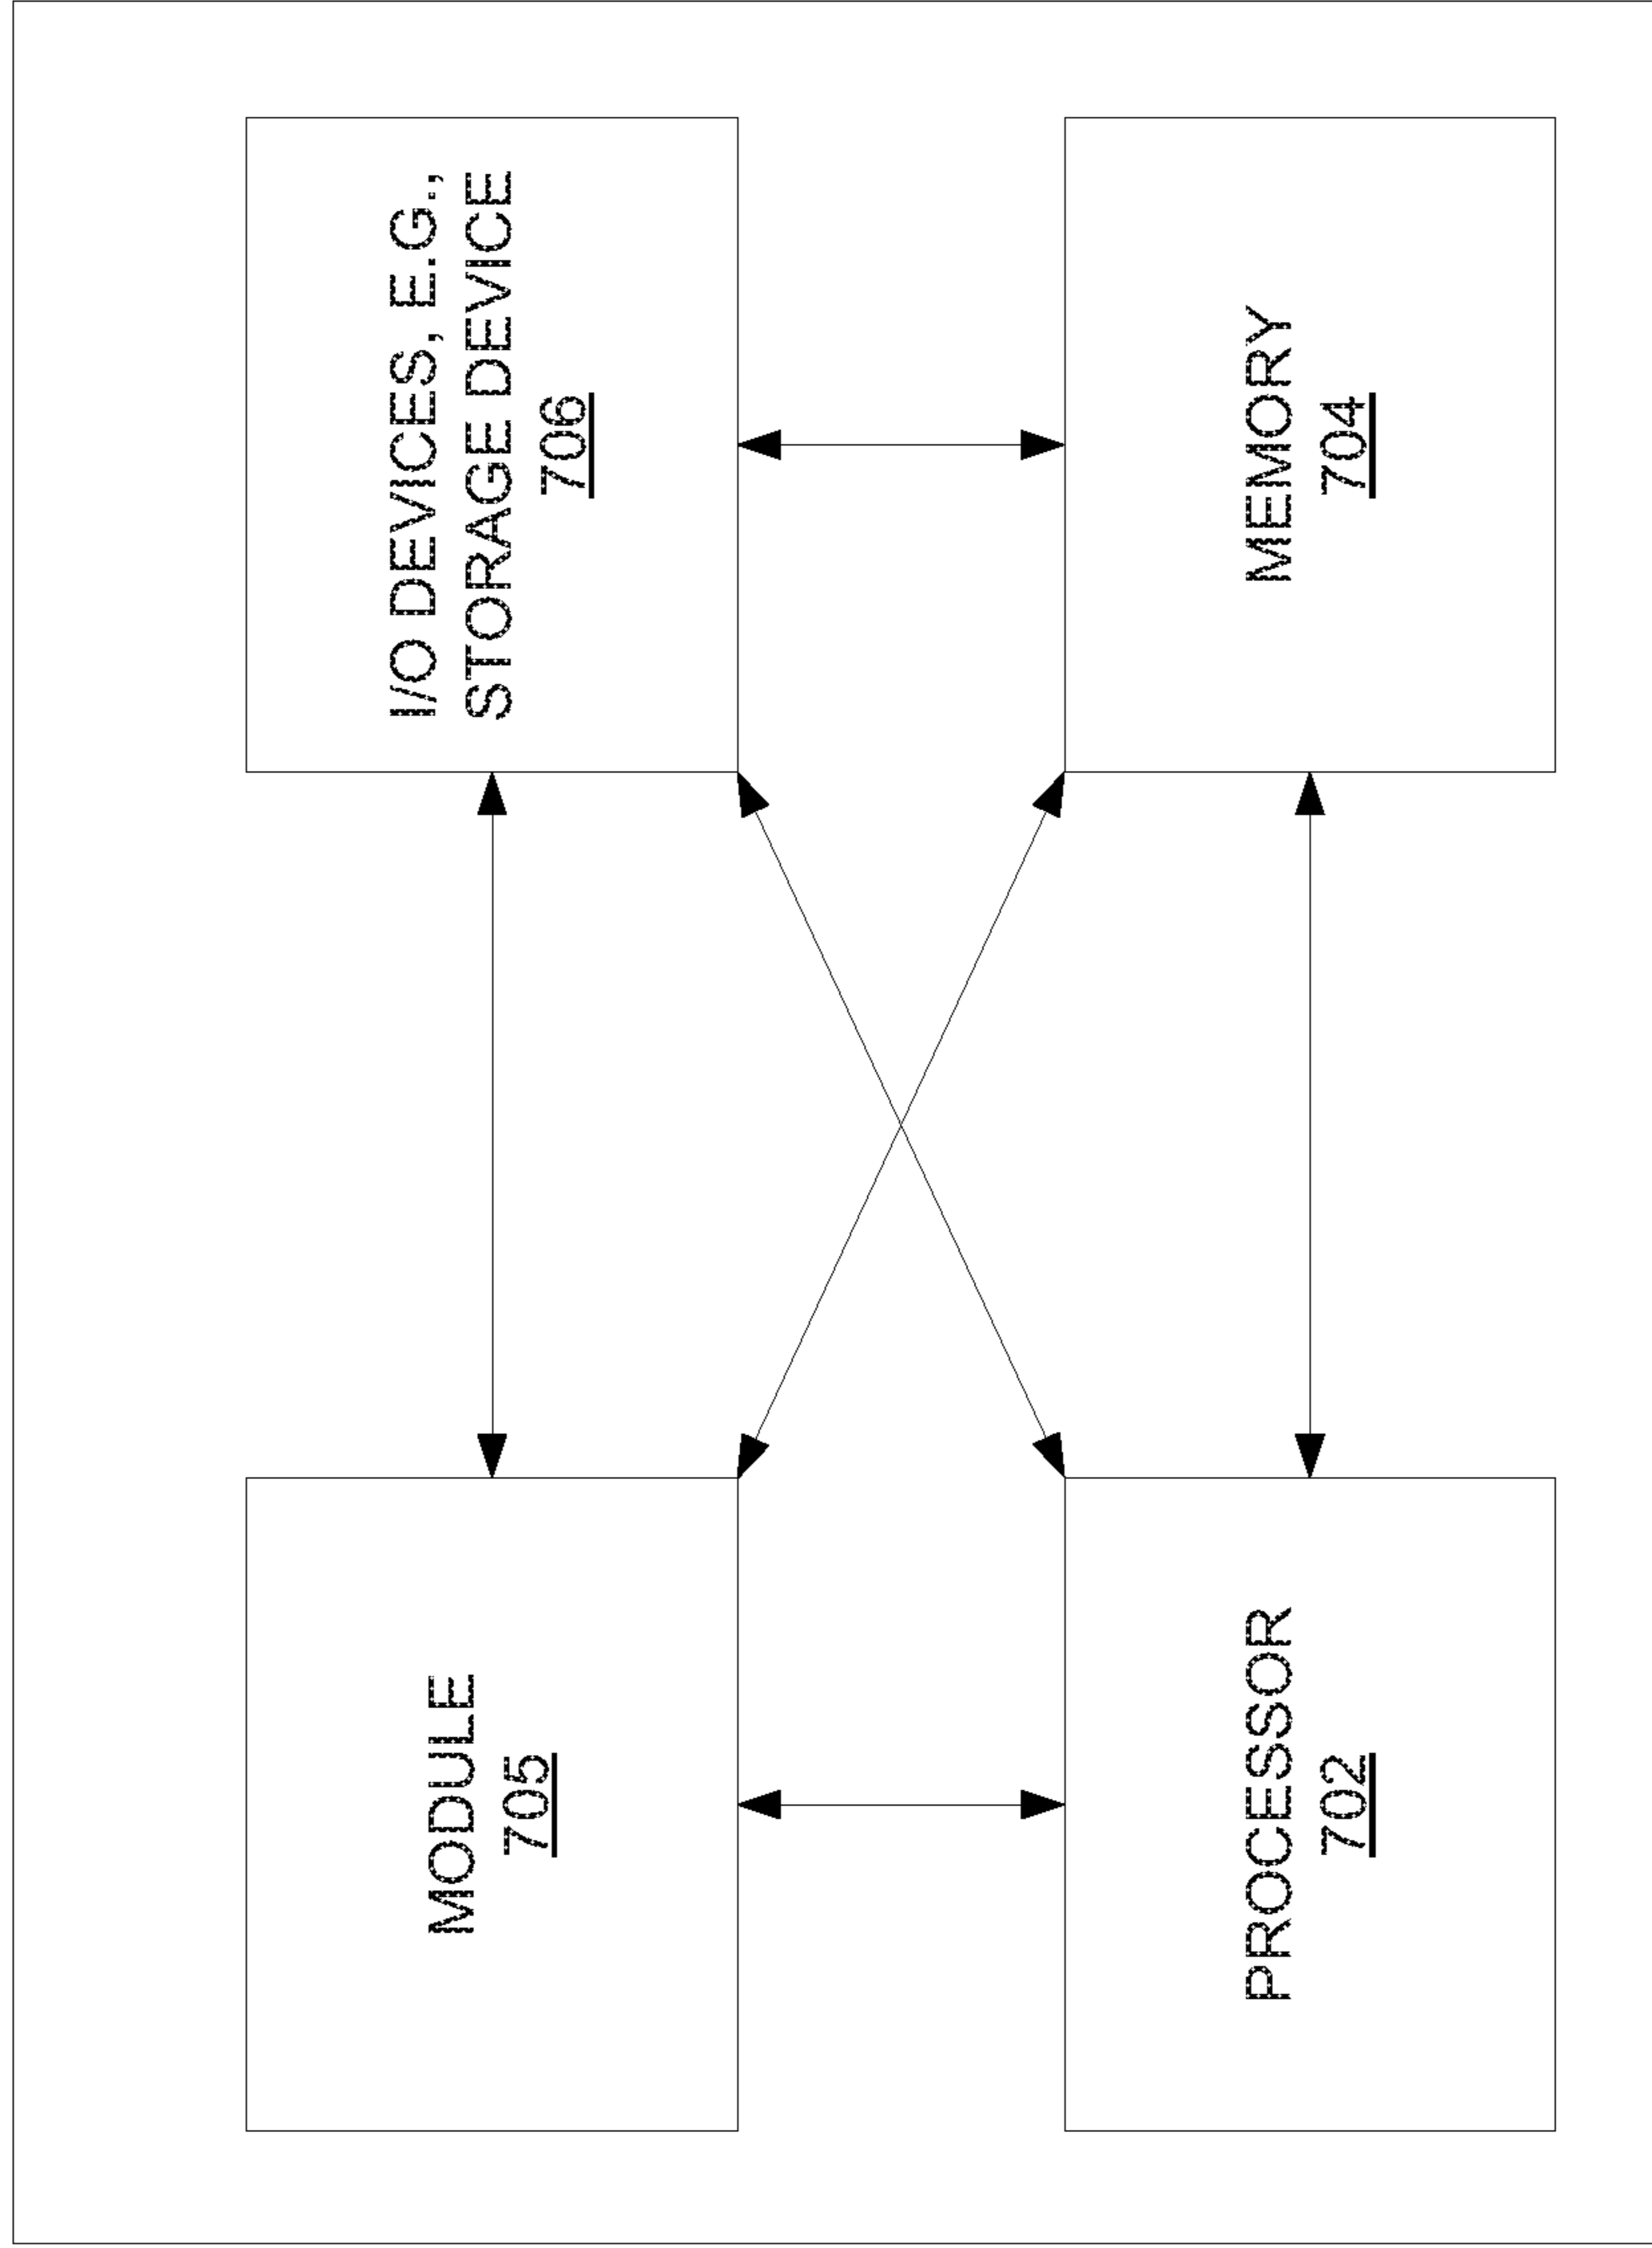 MODULE
705
I/O DEVICES, E.G.,
STORAGE DEVICE
706
PROCESSOR
702
MEMORY
704